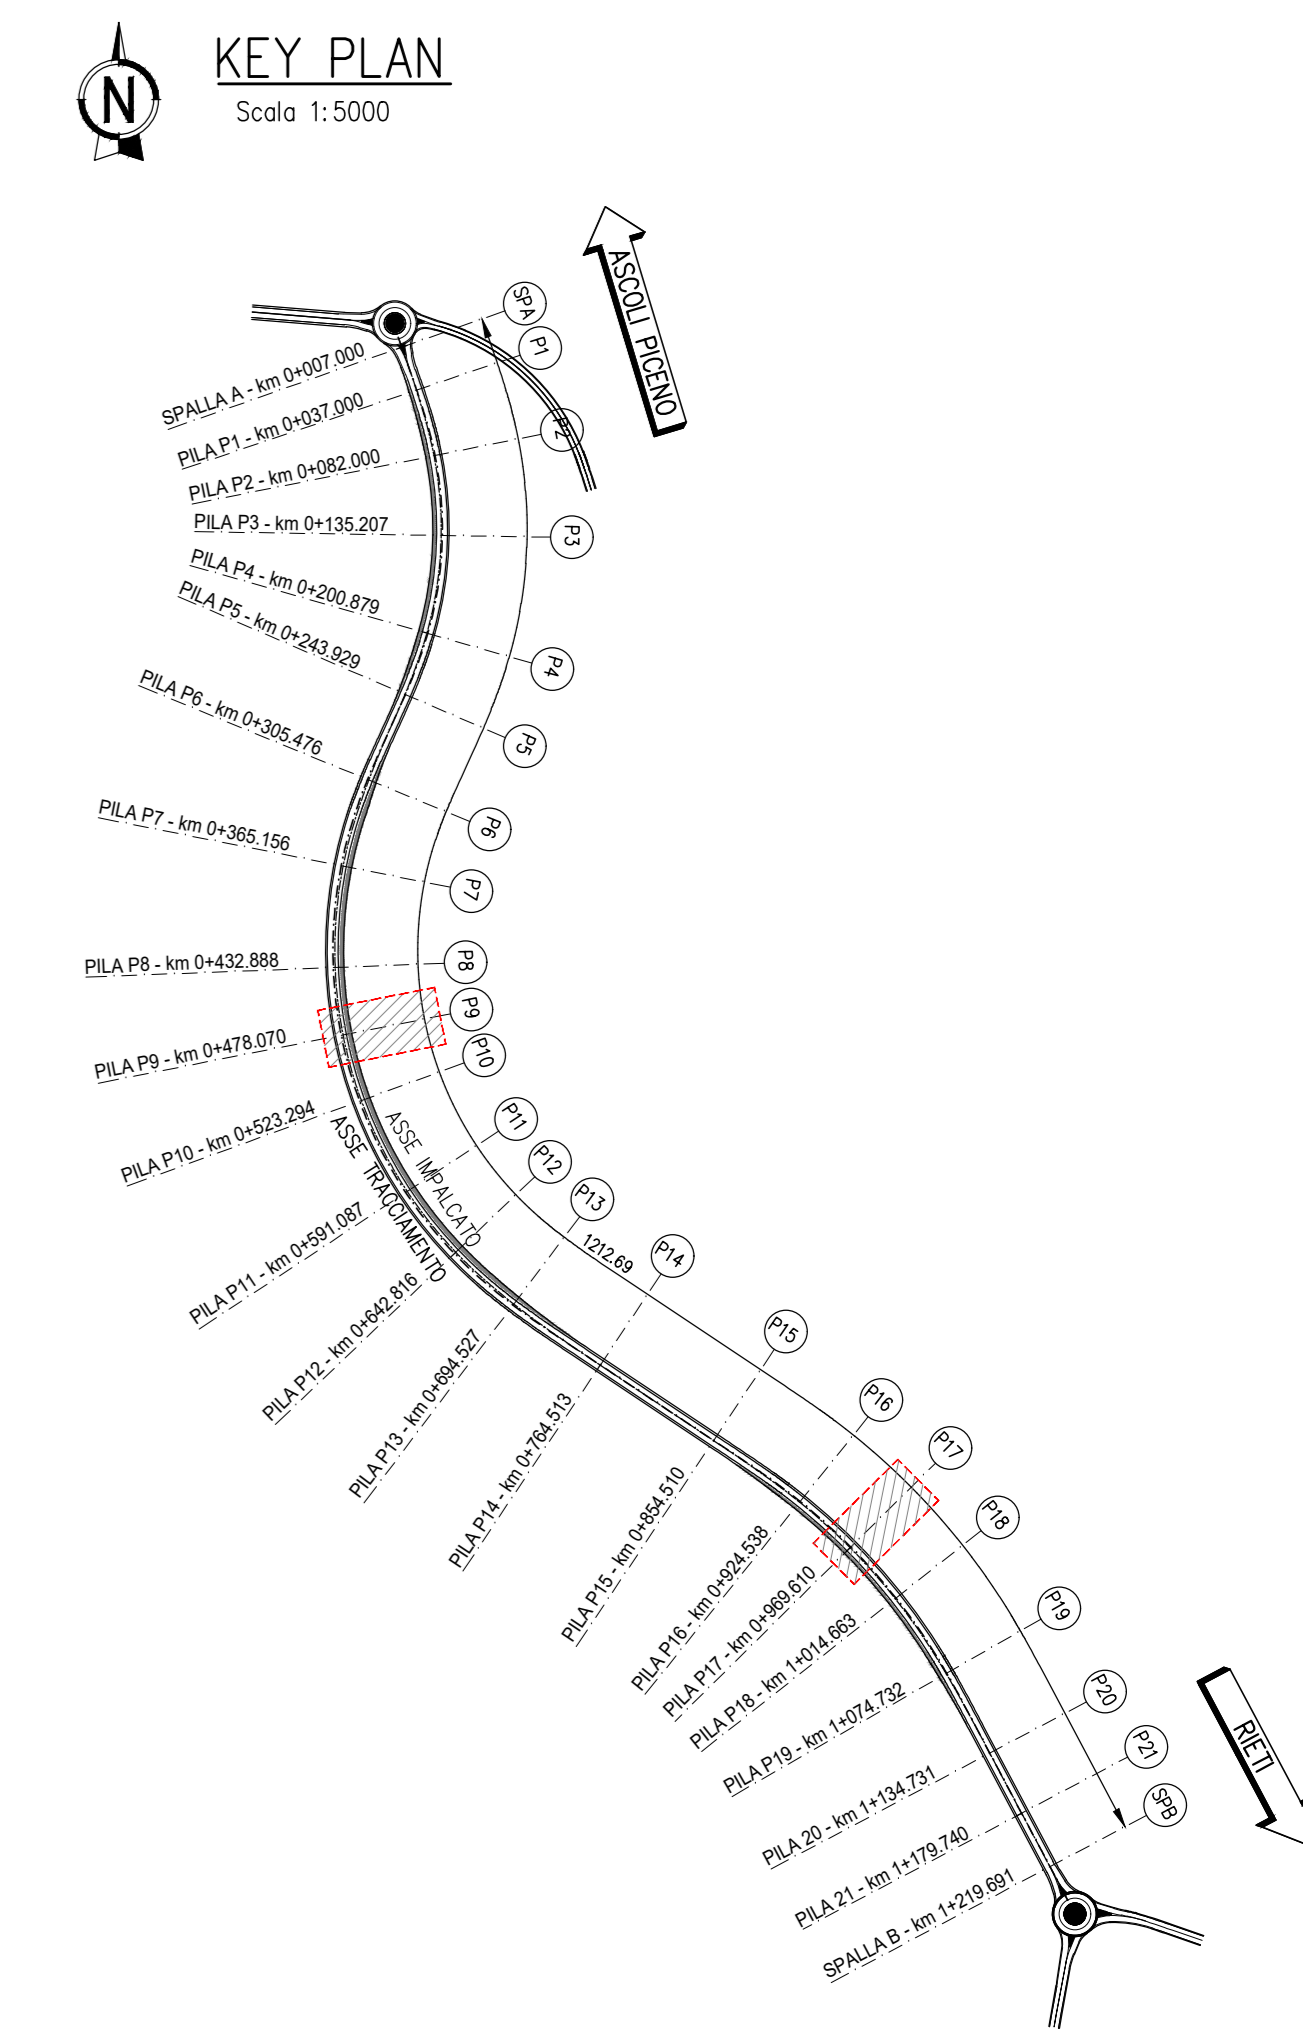 N
KEY PLAN
Scala 1:5000
ASCOLI PICENO
SPA
P1
P2
P3
P4
P5
P6
P7
P8
P9
P10
P11
P12
P13
P14
P15
P16
P17
P18
P19
P20
P21
SPB
SPALLA A - km 0+007.000
PILA P1 - km 0+037.000
PILA P2 - km 0+082.000
PILA P3 - km 0+135.207
PILA P4 - km 0+200.879
PILA P5 - km 0+243.929
PILA P6 - km 0+305.476
PILA P7 - km 0+365.156
PILA P8 - km 0+432.888
PILA P9 - km 0+478.070
PILA P10 - km 0+523.294
PILA P11 - km 0+591.087
PILA P12 - km 0+642.816
PILA P13 - km 0+694.527
PILA P14 - km 0+764.513
PILA P15 - km 0+854.510
PILA P16 - km 0+924.538
PILA P17 - km 0+969.610
PILA P18 - km 1+014.663
PILA P19 - km 1+074.732
PILA 20 - km 1+134.731
PILA 21 - km 1+179.740
SPALLA B - km 1+219.691
ASSE IMPALCATO
ASSE TRACCIAMENTO
1212.69
RIETI